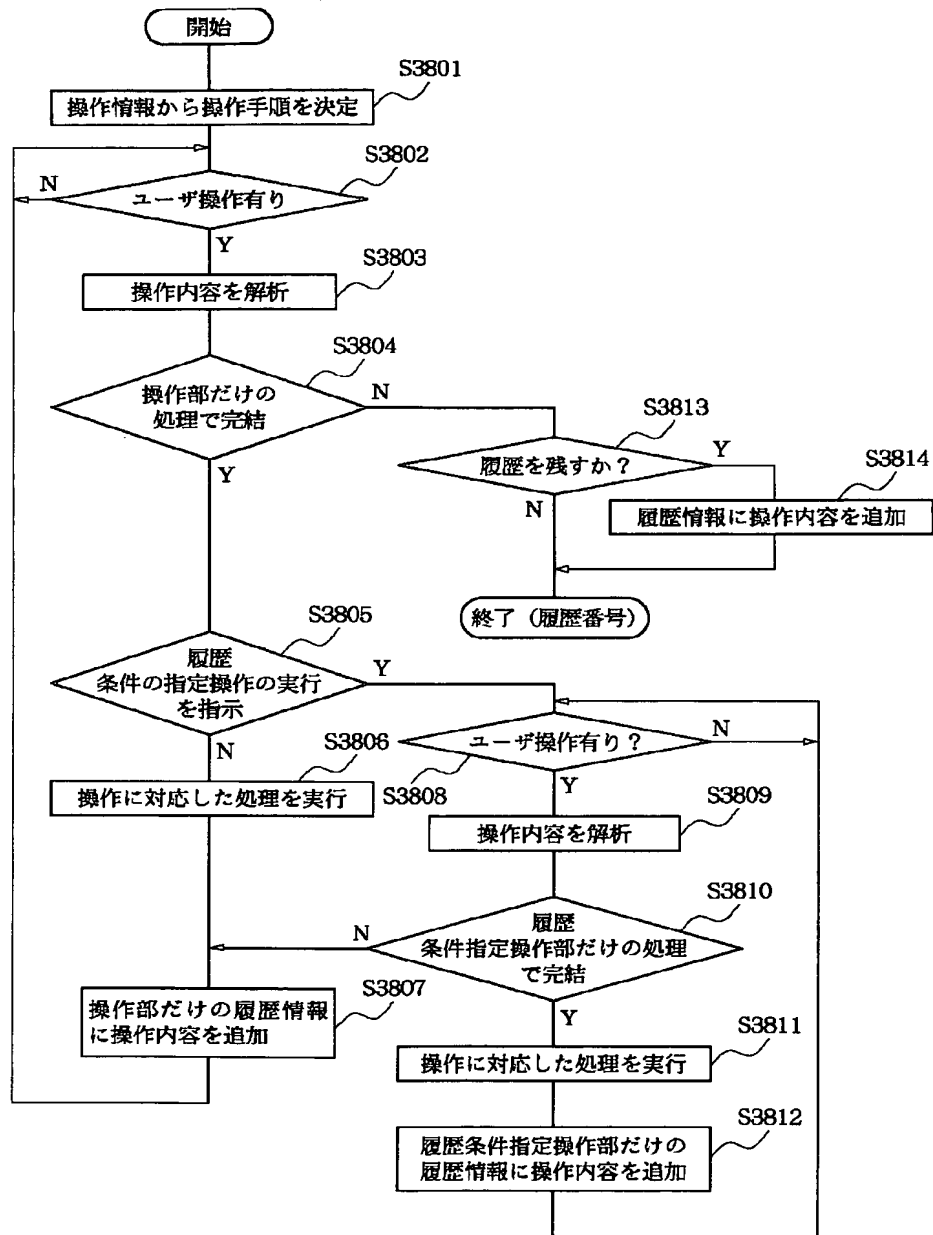 開始
S3801
操作情報から操作手順を決定
S3802
N
ユーザ操作有り
Y
S3803
操作内容を解析
S3804
操作部だけの
処理で完結
N
Y
S3813
履歴を残すか？
Y
N
S3814
履歴情報に操作内容を追加
終了（履歴番号）
S3805
履歴
条件の指定操作の実行
を指示
Y
N
S3806
操作に対応した処理を実行
ユーザ操作有り？
N
S3808
Y
S3809
操作内容を解析
S3810
履歴
条件指定操作部だけの処理
で完結
N
Y
S3807
操作部だけの履歴情報
に操作内容を追加
S3811
操作に対応した処理を実行
S3812
履歴条件指定操作部だけの
履歴情報に操作内容を追加